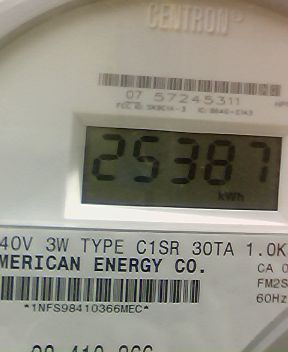 CENTRON®
07 57245311
25387
kWh
40V 3W TYPE C1SR 30TA 1.0K
MERICAN ENERGY CO.
CA 0
FM2S
60Hz
*1NFS98410366MEC*